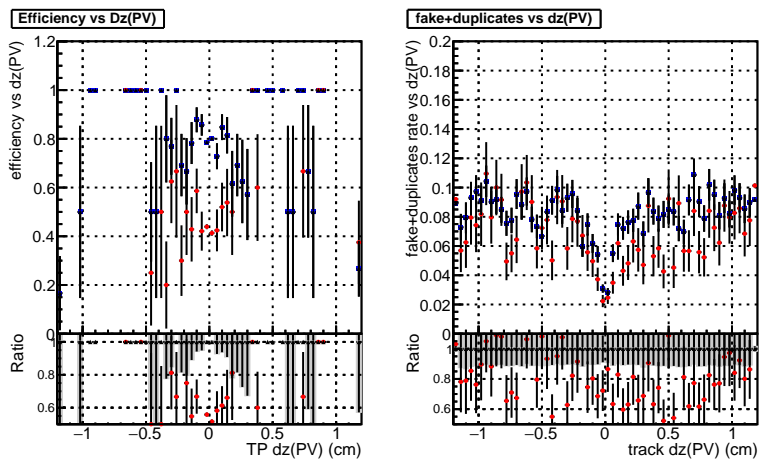 Efficiency vs Dz(PV)
efficiency vs dz(PV)
1.2
1
0.8
0.6
0.4
0.2
0
Ratio
1
0.8
0.6
−1 −0.5 0 0.5 1
TP dz(PV) (cm)
fake+duplicates vs dz(PV)
fake+duplicates rate vs dz(PV)
0.2
0.18
0.16
0.14
0.12
0.1
0.08
0.06
0.04
0.02
0
Ratio
1
0.8
0.6
−1 −0.5 0 0.5 1
track dz(PV) (cm)